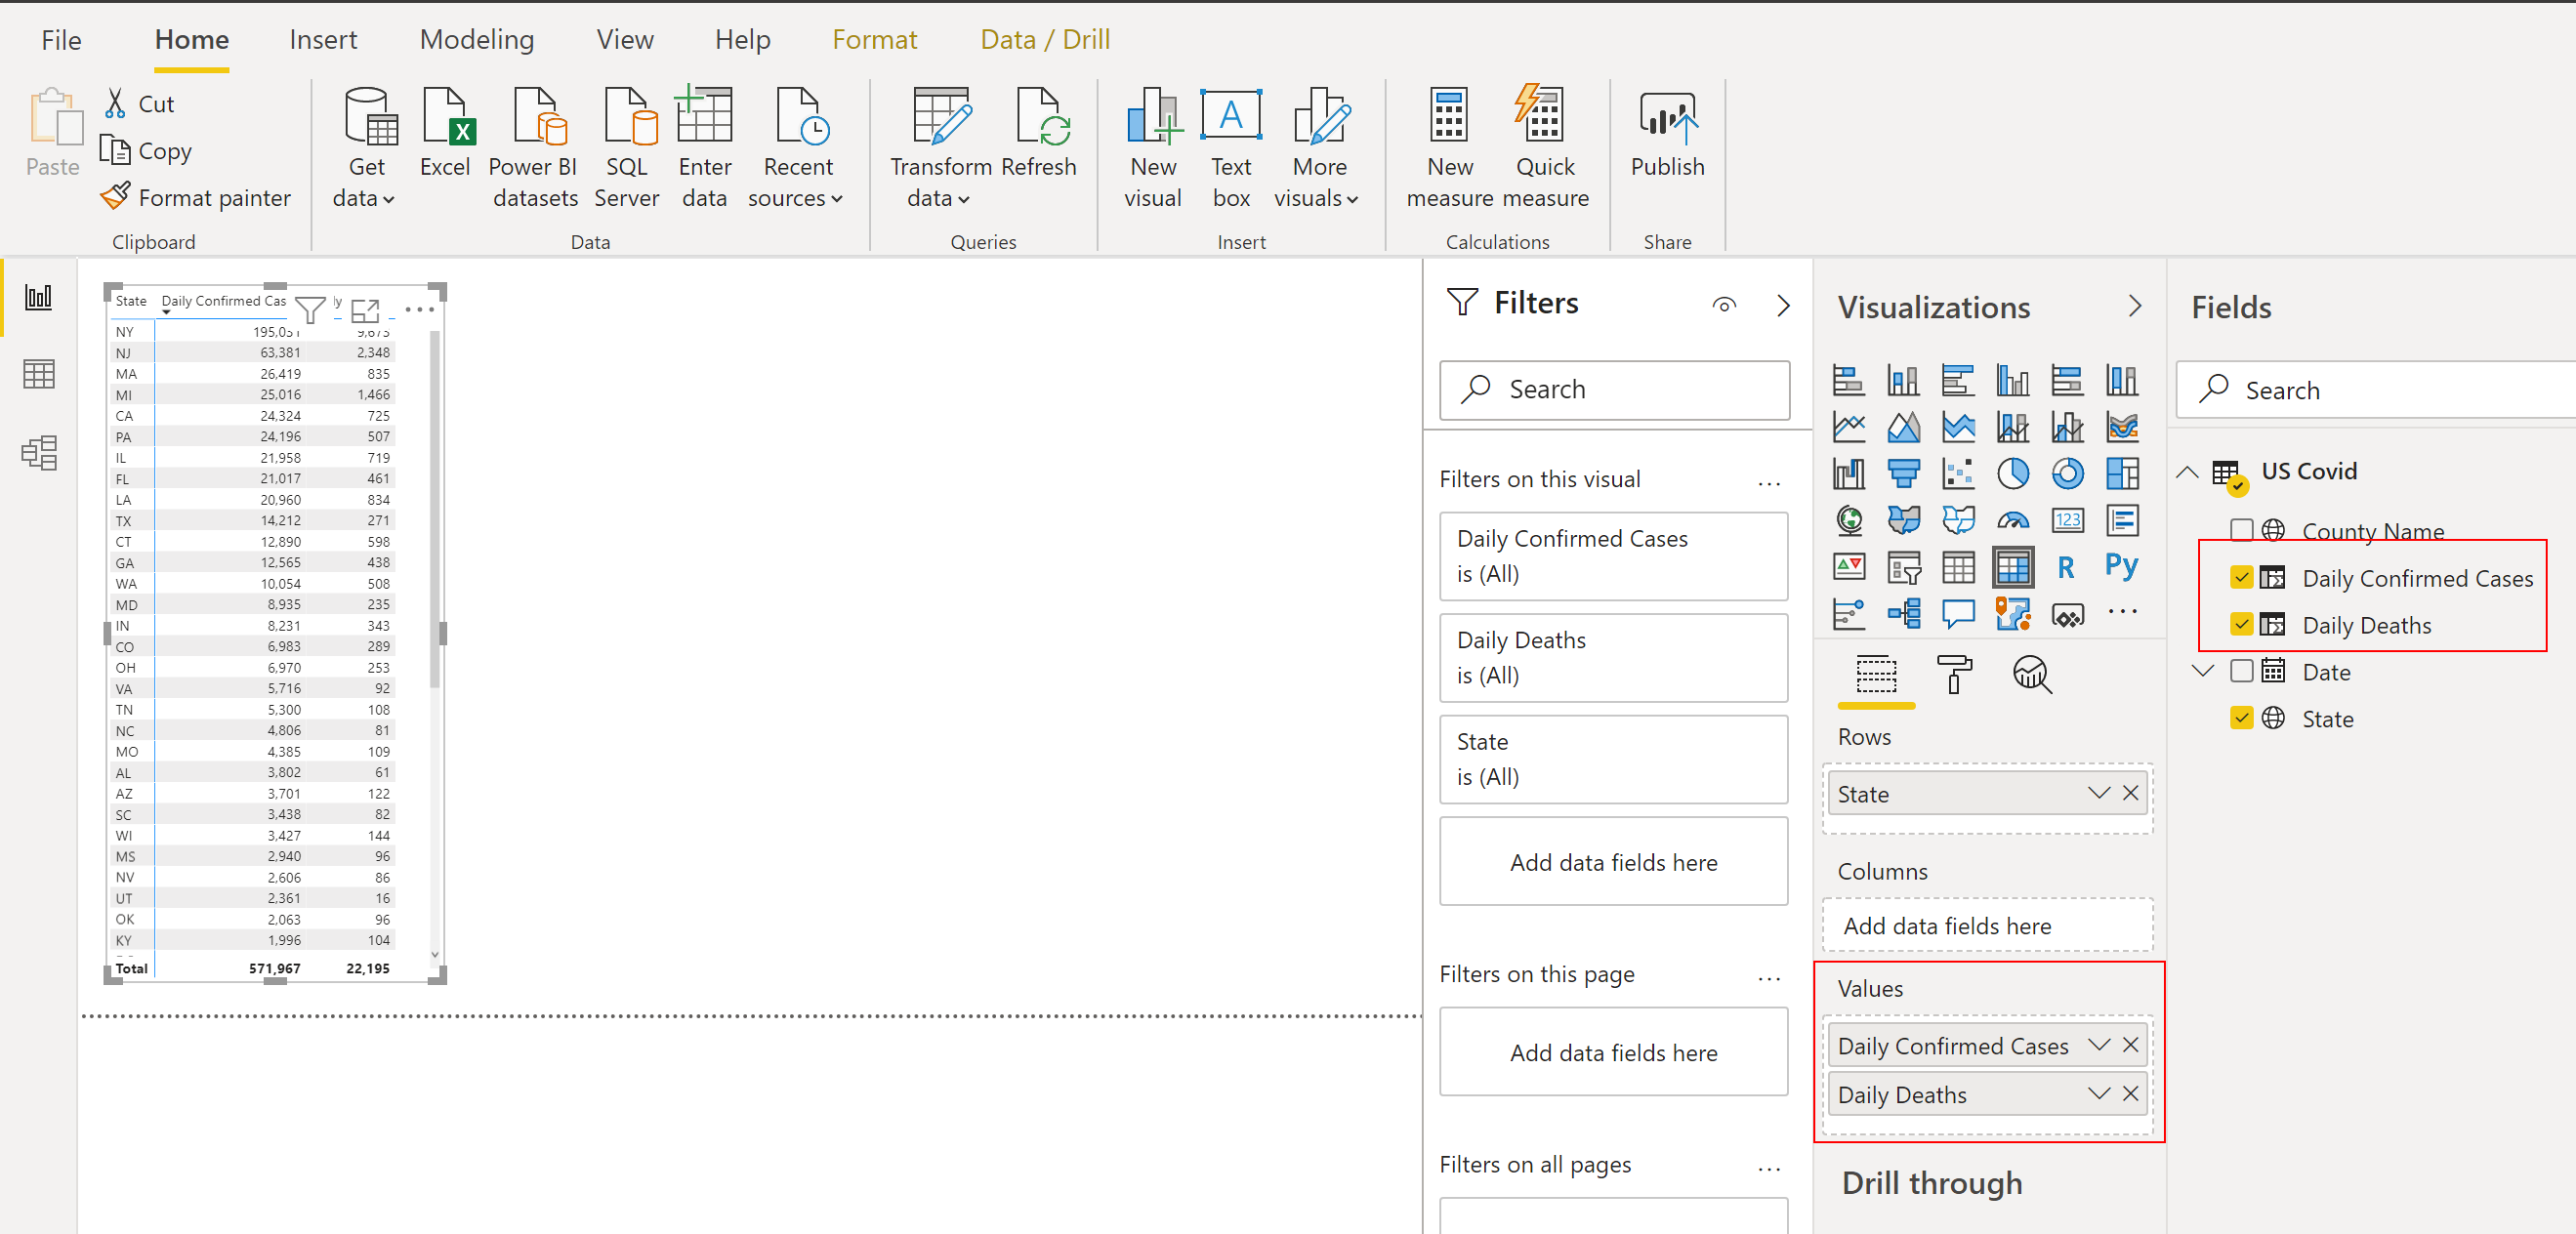 File Home Insert Modeling View Help Format Data / Drill
Paste
Cut
Copy
Format painter
Clipboard
Get data
Excel
Power BI datasets
SQL Server
Enter data
Recent sources
Data
Transform data
Refresh
Queries
New visual
Text box
More visuals
Insert
New measure
Quick measure
Calculations
Publish
Share
State Daily Confirmed Cas ly
NY 195,031 9,673
NJ 63,381 2,348
MA 26,419 835
MI 25,016 1,466
CA 24,324 725
PA 24,196 507
IL 21,958 719
FL 21,017 461
LA 20,960 834
TX 14,212 271
CT 12,890 598
GA 12,565 438
WA 10,054 508
MD 8,935 235
IN 8,231 343
CO 6,983 289
OH 6,970 253
VA 5,716 92
TN 5,300 108
NC 4,806 81
MO 4,385 109
AL 3,802 61
AZ 3,701 122
SC 3,438 82
WI 3,427 144
MS 2,940 96
NV 2,606 86
UT 2,361 16
OK 2,063 96
KY 1,996 104
Total 571,967 22,195
Filters
Search
Filters on this visual ...
Daily Confirmed Cases
is (All)
Daily Deaths
is (All)
State
is (All)
Add data fields here
Filters on this page ...
Add data fields here
Filters on all pages ...
Visualizations
123
R Py
...
Rows
State
Columns
Add data fields here
Values
Daily Confirmed Cases
Daily Deaths
Drill through
Fields
Search
US Covid
County Name
Daily Confirmed Cases
Daily Deaths
Date
State